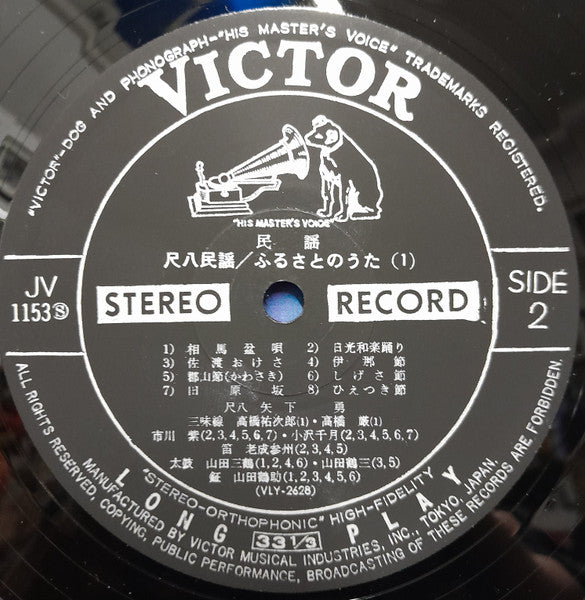 "VICTOR"-DOG AND PHONOGRAPH-"HIS MASTER'S VOICE" TRADEMARKS REGISTERED.
VICTOR
"HIS MASTER'S VOICE"
民 謡
尺八民謡/ふるさとのうた (1)
JV
1153Ⓢ
STEREO RECORD
SIDE
2
1) 相馬盆唄 2) 日光和楽踊り
3) 佐渡おけさ 4) 伊那節
5) 郡山節(かわさき) 6) しげさ節
7) 田原坂 8) ひえつき節
尺八 矢下 勇
三味線 高橋祐次郎(1)・高橋 厳(1)
市川 紫(2,3,4,5,6,7)・小沢千月(2,3,4,5,6,7)
笛 老成参州(2,3,4,5)
太鼓 山田三鶴(1,2,4,6)・山田鶴三(3,5)
鉦 山田鶴助(1,2,3,4,5,6)
(VLY-2628)
"STEREO-ORTHOPHONIC" HIGH-FIDELITY
LONG 33 1/3 PLAY
MANUFACTURED BY VICTOR MUSICAL INDUSTRIES, INC., TOKYO, JAPAN.
ALL RIGHTS RESERVED, COPYING, PUBLIC PERFORMANCE, BROADCASTING OF THESE RECORDS ARE FORBIDDEN.